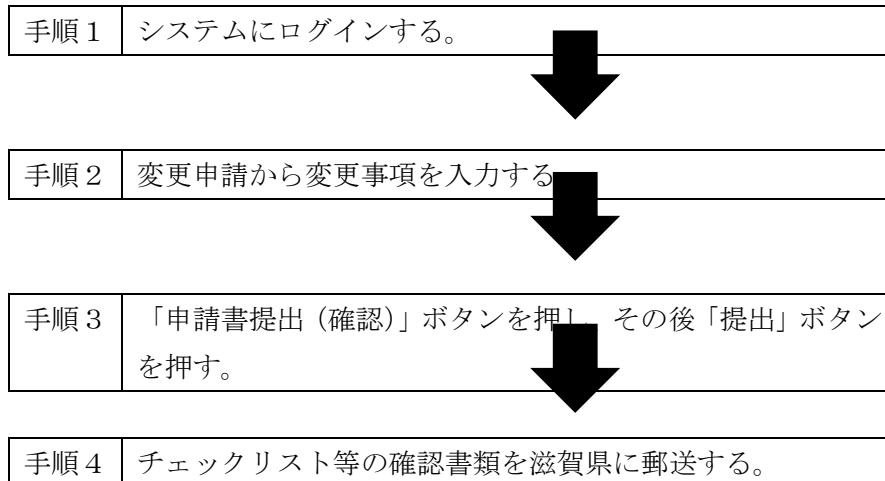 手順１ システムにログインする。
手順２ 変更申請から変更事項を入力する
手順３ 「申請書提出（確認）」ボタンを押し その後「提出」ボタン
を押す。
手順４ チェックリスト等の確認書類を滋賀県に郵送する。